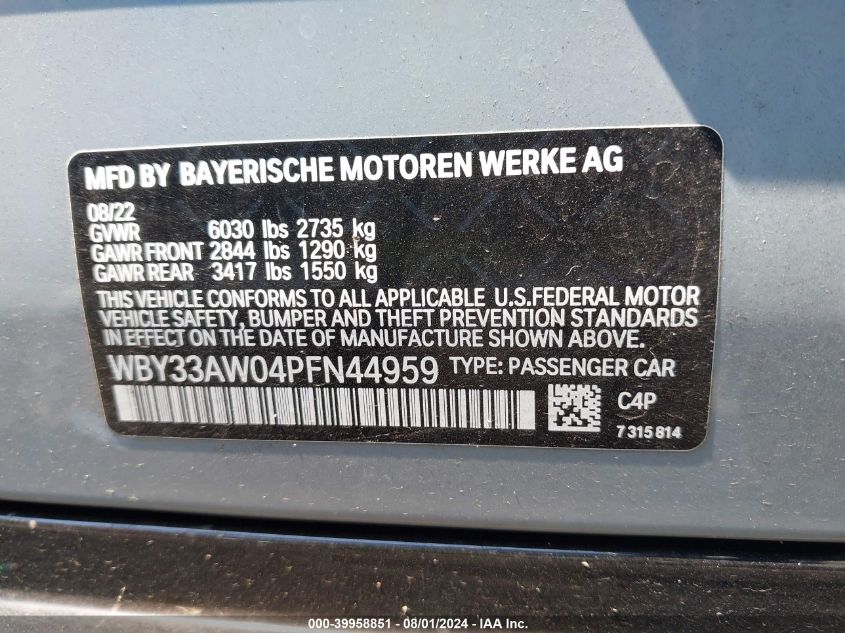 MFD BY BAYERISCHE MOTOREN WERKE AG
08/22
GVWR 6030 lbs 2735 kg
GAWR FRONT 2844 lbs 1290 kg
GAWR REAR 3417 lbs 1550 kg
THIS VEHICLE CONFORMS TO ALL APPLICABLE U.S.FEDERAL MOTOR
VEHICLE SAFETY, BUMPER AND THEFT PREVENTION STANDARDS
IN EFFECT ON THE DATE OF MANUFACTURE SHOWN ABOVE.
WBY33AW04PFN44959 TYPE: PASSENGER CAR
C4P
7 315 814
000-39958851 - 08/01/2024 - IAA Inc.